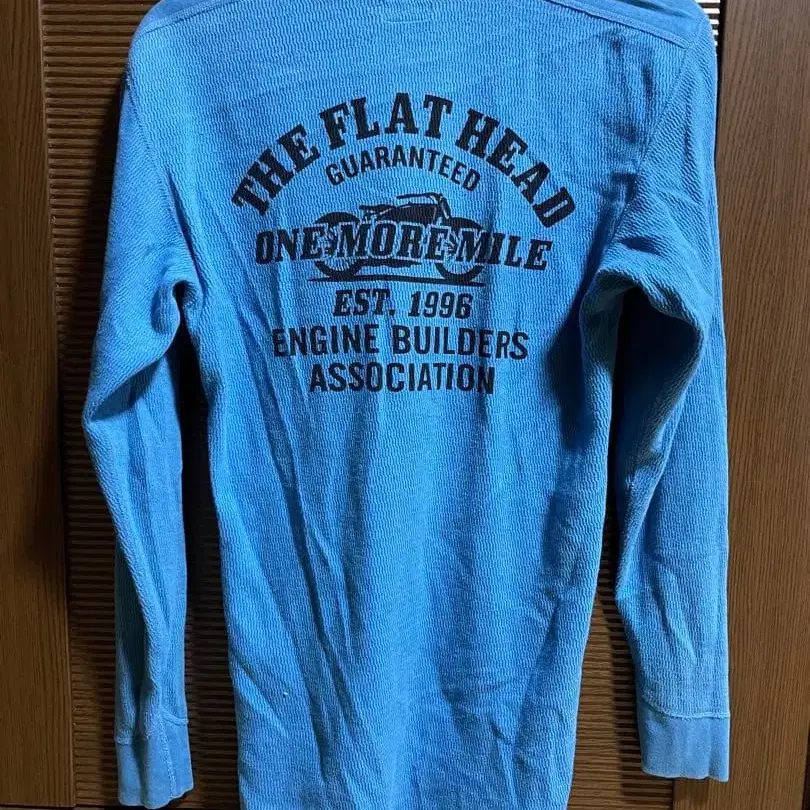 THE FLAT HEAD
GUARANTEED
ONE MORE MILE
EST. 1996
ENGINE BUILDERS
ASSOCIATION